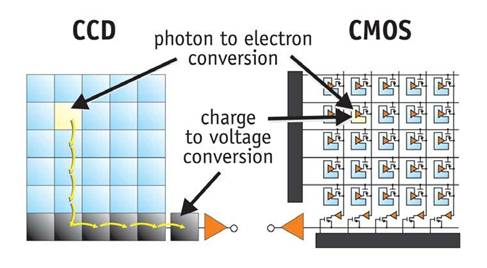 CCD
photon to electron
conversion
CMOS
charge
to voltage
conversion